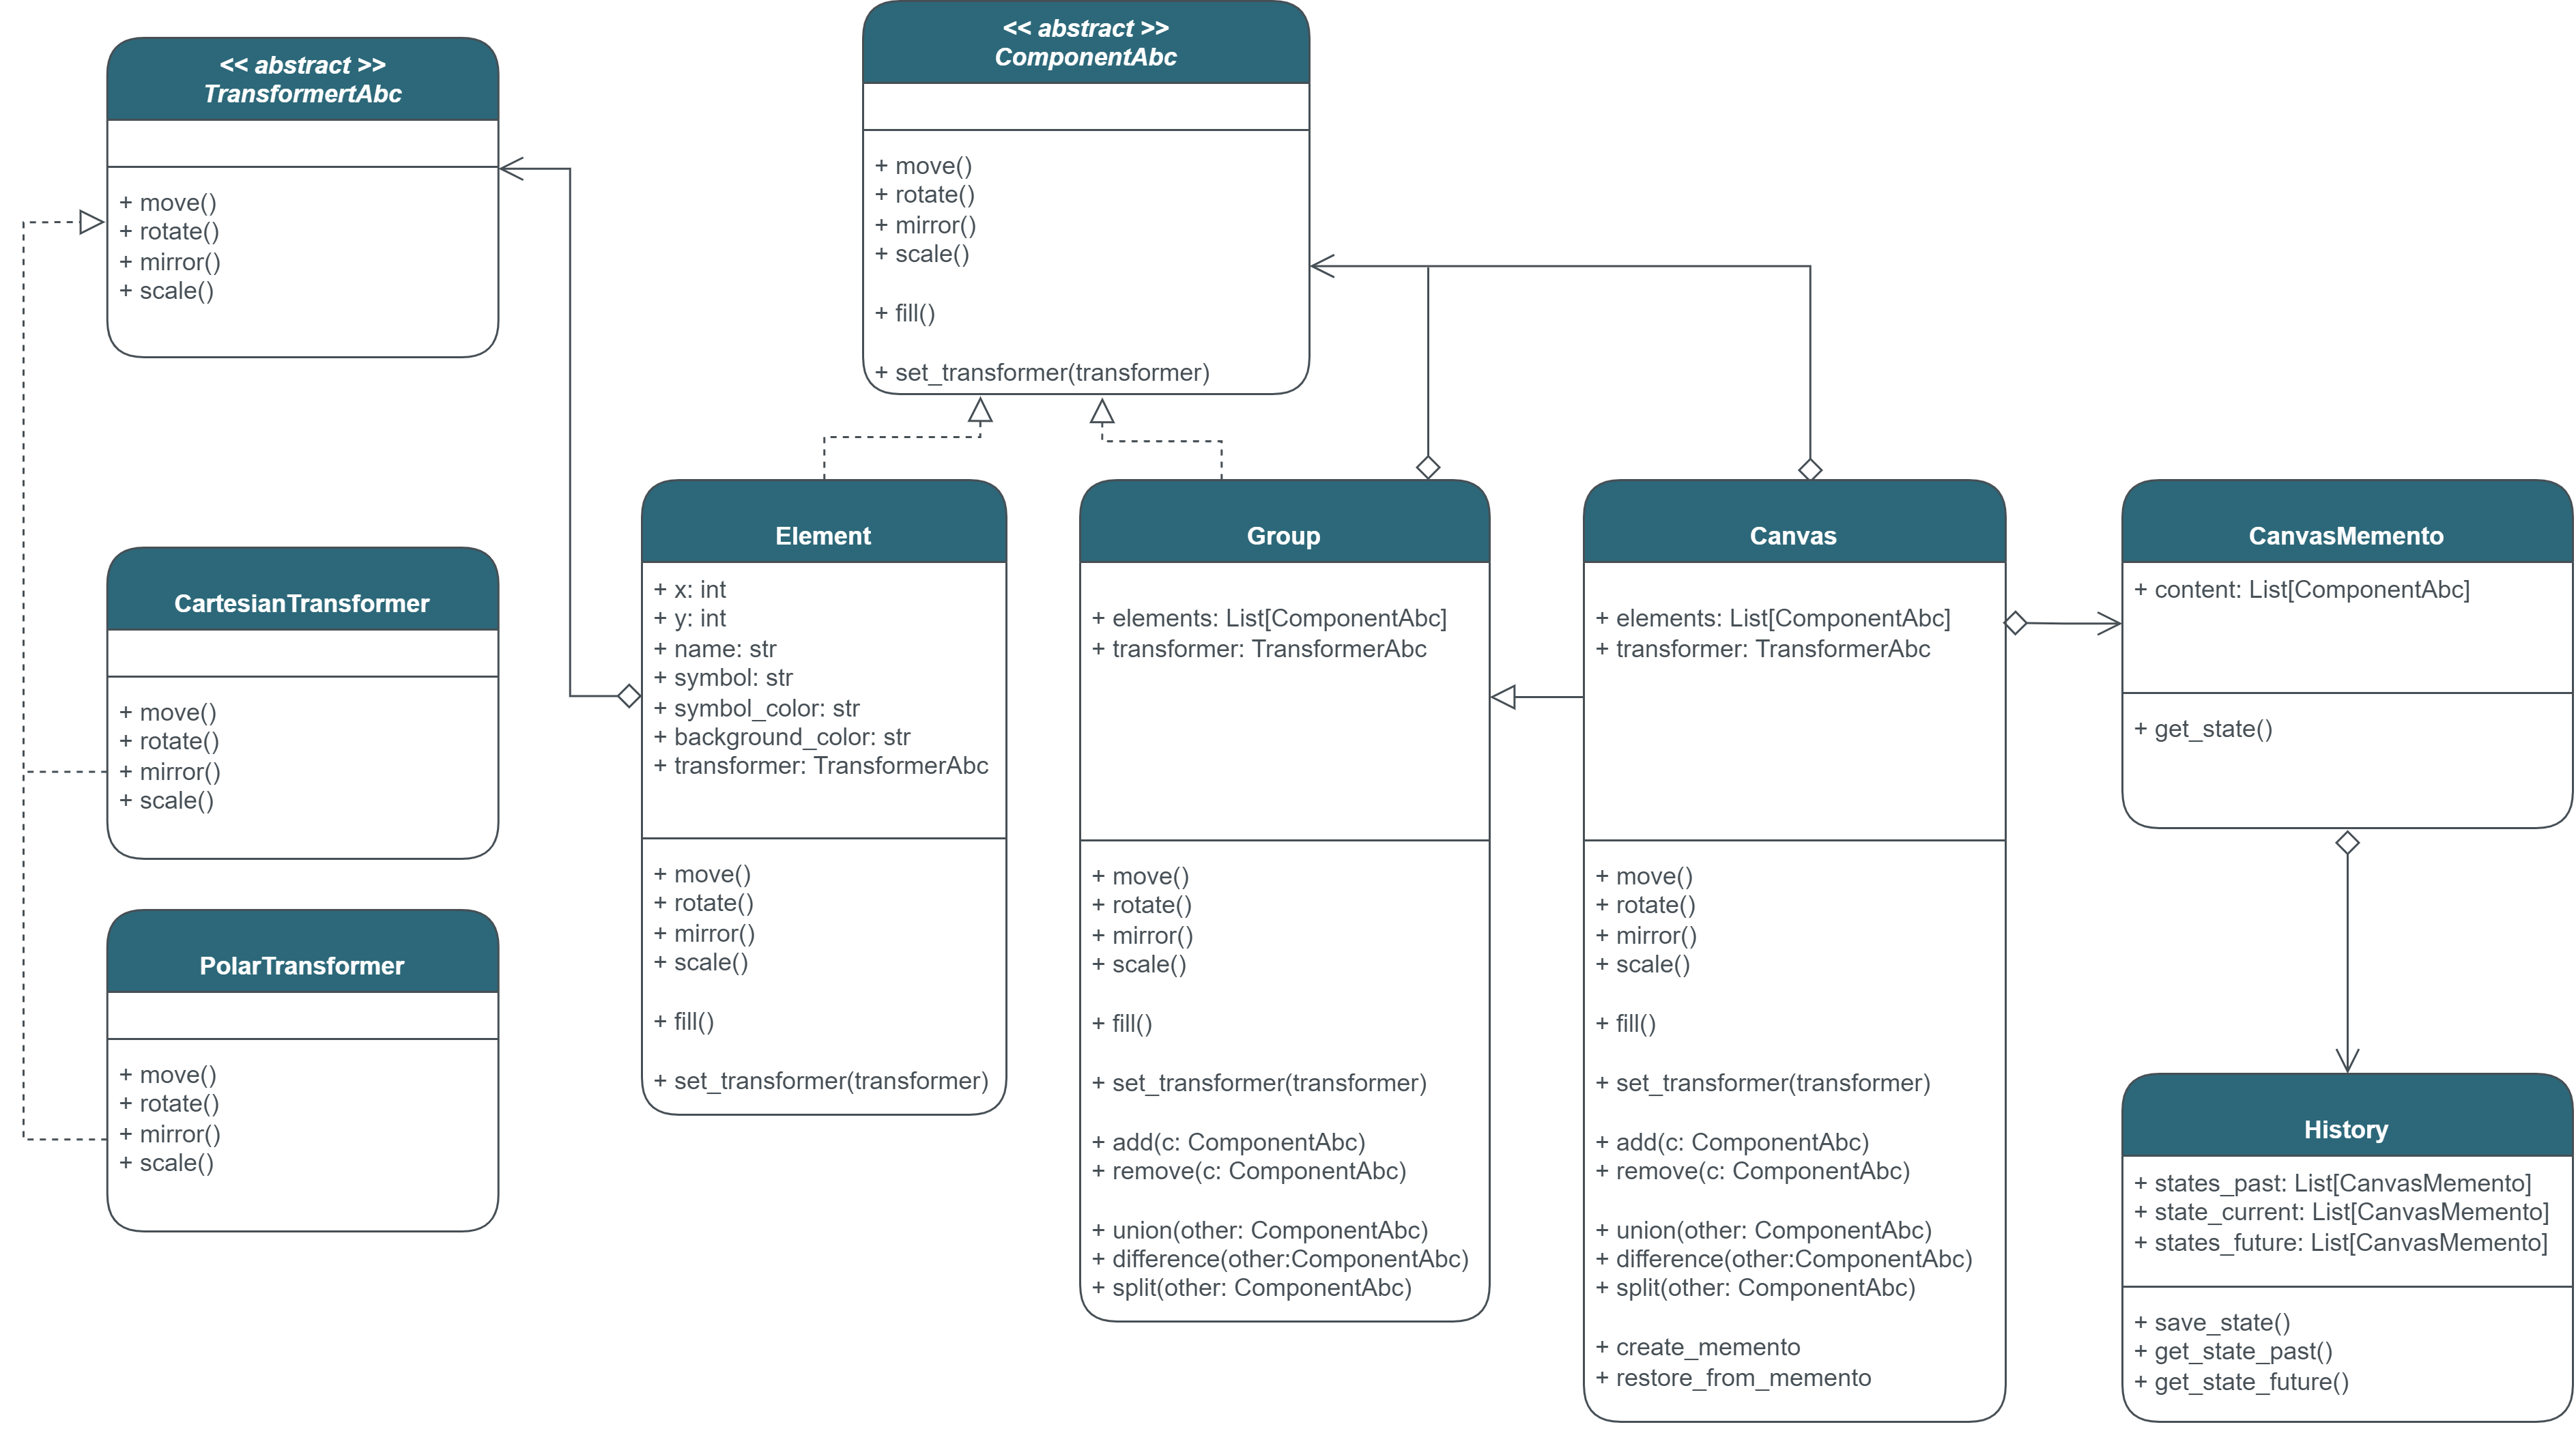 << abstract >>
TransformertAbc
+ move()
+ rotate()
+ mirror()
+ scale()
<< abstract >>
ComponentAbc
+ move()
+ rotate()
+ mirror()
+ scale()
+ fill()
+ set_transformer(transformer)
CartesianTransformer
+ move()
+ rotate()
+ mirror()
+ scale()
PolarTransformer
+ move()
+ rotate()
+ mirror()
+ scale()
Element
+ x: int
+ y: int
+ name: str
+ symbol: str
+ symbol_color: str
+ background_color: str
+ transformer: TransformerAbc
+ move()
+ rotate()
+ mirror()
+ scale()
+ fill()
+ set_transformer(transformer)
Group
+ elements: List[ComponentAbc]
+ transformer: TransformerAbc
+ move()
+ rotate()
+ mirror()
+ scale()
+ fill()
+ set_transformer(transformer)
+ add(c: ComponentAbc)
+ remove(c: ComponentAbc)
+ union(other: ComponentAbc)
+ difference(other:ComponentAbc)
+ split(other: ComponentAbc)
Canvas
+ elements: List[ComponentAbc]
+ transformer: TransformerAbc
+ move()
+ rotate()
+ mirror()
+ scale()
+ fill()
+ set_transformer(transformer)
+ add(c: ComponentAbc)
+ remove(c: ComponentAbc)
+ union(other: ComponentAbc)
+ difference(other:ComponentAbc)
+ split(other: ComponentAbc)
+ create_memento
+ restore_from_memento
CanvasMemento
+ content: List[ComponentAbc]
+ get_state()
History
+ states_past: List[CanvasMemento]
+ state_current: List[CanvasMemento]
+ states_future: List[CanvasMemento]
+ save_state()
+ get_state_past()
+ get_state_future()